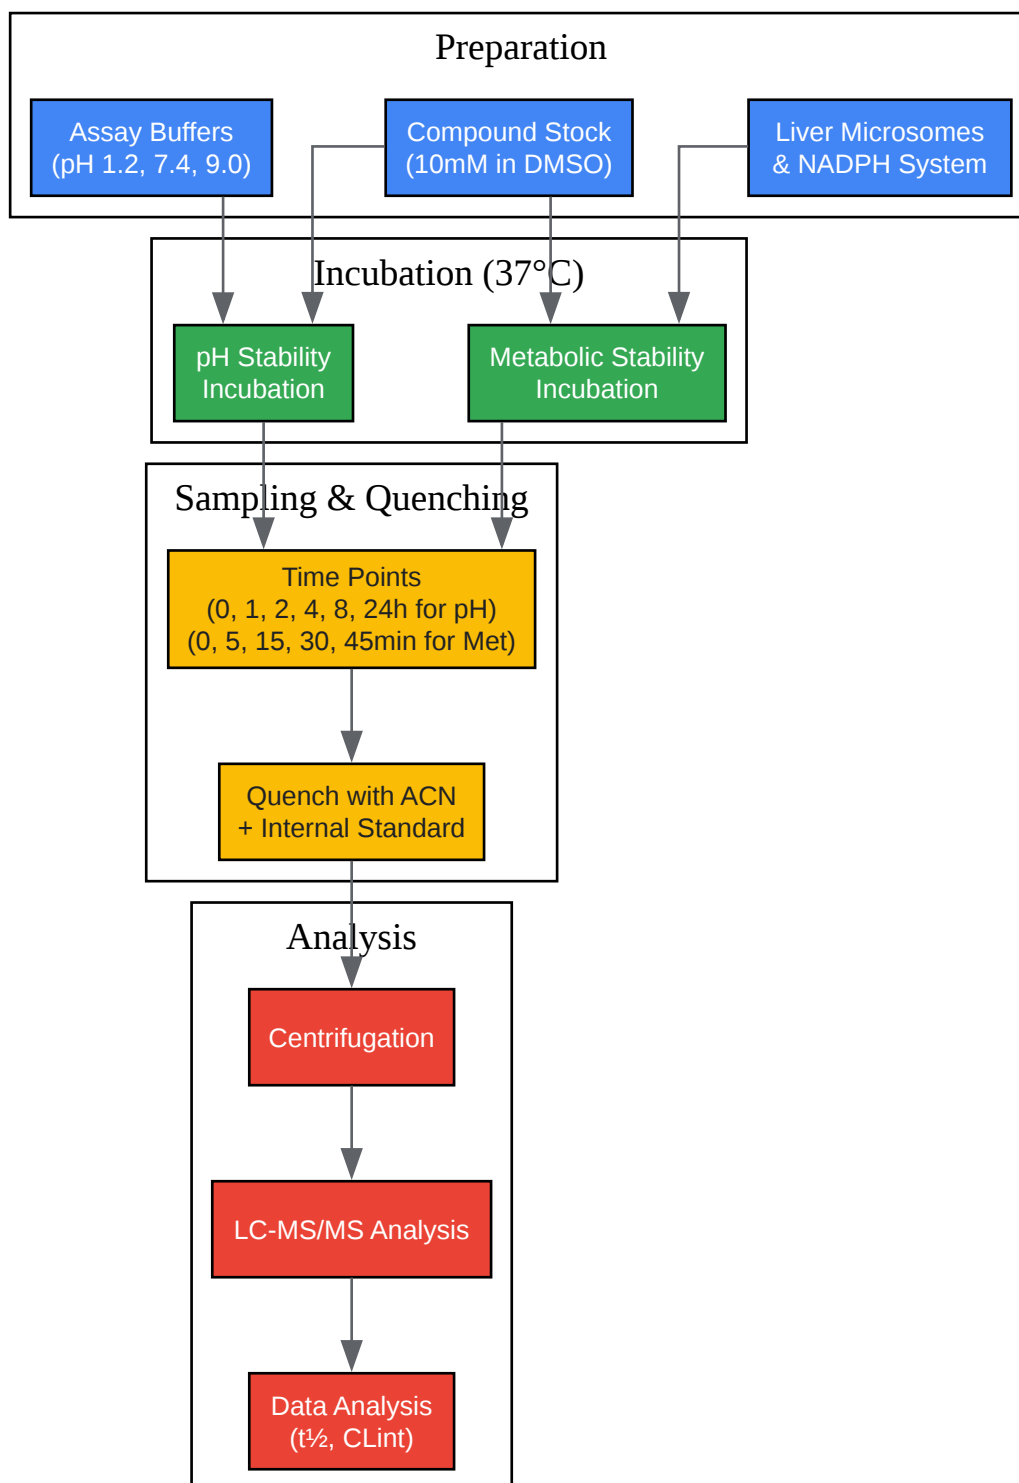 Preparation
Assay Buffers
(pH 1.2, 7.4, 9.0)
Compound Stock
(10mM in DMSO)
Liver Microsomes
& NADPH System
Incubation (37°C)
pH Stability
Incubation
Metabolic Stability
Incubation
Sampling & Quenching
Time Points
(0, 1, 2, 4, 8, 24h for pH)
(0, 5, 15, 30, 45min for Met)
Quench with ACN
+ Internal Standard
Analysis
Centrifugation
LC-MS/MS Analysis
Data Analysis
(t½, CLint)